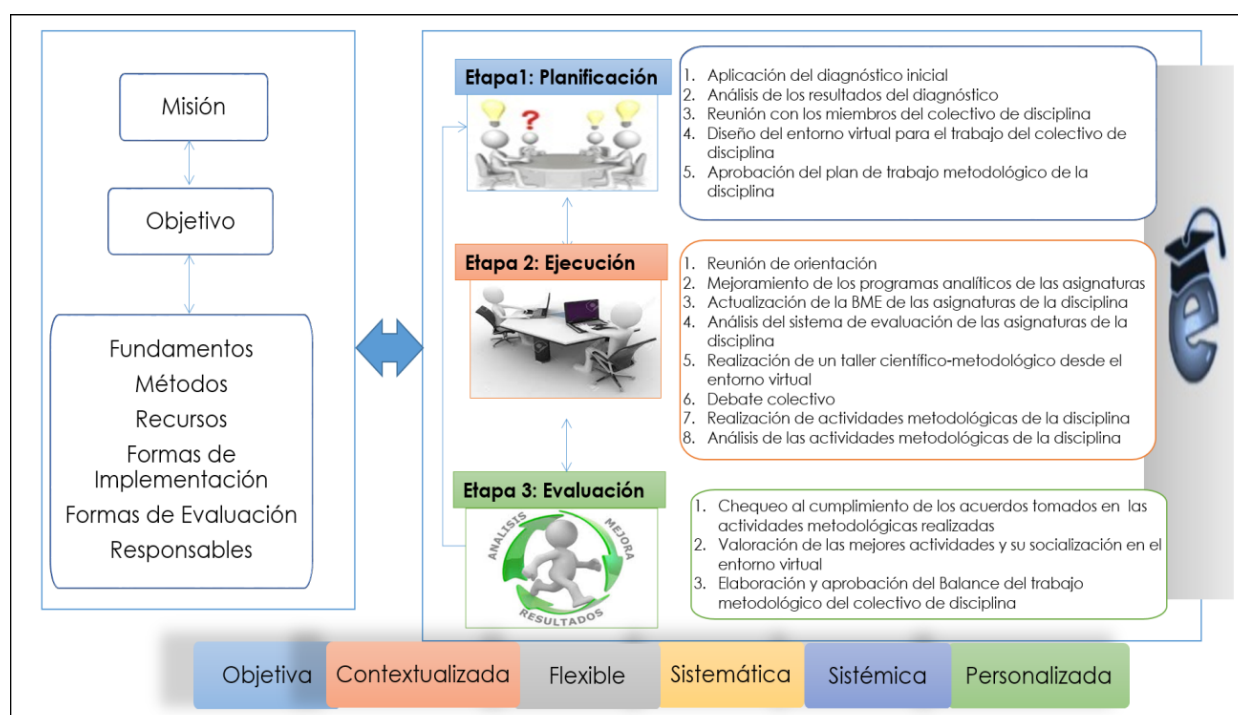 Misión
Objetivo
Fundamentos
Métodos
Recursos
Formas de
Implementación
Formas de Evaluación
Responsables
Etapa1: Planificación
?
1. Aplicación del diagnóstico inicial
2. Análisis de los resultados del diagnóstico
3. Reunión con los miembros del colectivo de disciplina
4. Diseño del entorno virtual para el trabajo del colectivo de
disciplina
5. Aprobación del plan de trabajo metodológico de la
disciplina
Etapa 2: Ejecución
1. Reunión de orientación
2. Mejoramiento de los programas analíticos de las asignaturas
3. Actualización de la BME de las asignaturas de la disciplina
4. Análisis del sistema de evaluación de las asignaturas de la
disciplina
5. Realización de un taller científico-metodológico desde el
entorno virtual
6. Debate colectivo
7. Realización de actividades metodológicas de la disciplina
8. Análisis de las actividades metodológicas de la disciplina
Etapa 3: Evaluación
ANÁLISIS
MEJORA
RESULTADOS
1. Chequeo al cumplimiento de los acuerdos tomados en las
actividades metodológicas realizadas
2. Valoración de las mejores actividades y su socialización en el
entorno virtual
3. Elaboración y aprobación del Balance del trabajo
metodológico del colectivo de disciplina
e
Objetiva
Contextualizada
Flexible
Sistemática
Sistémica
Personalizada